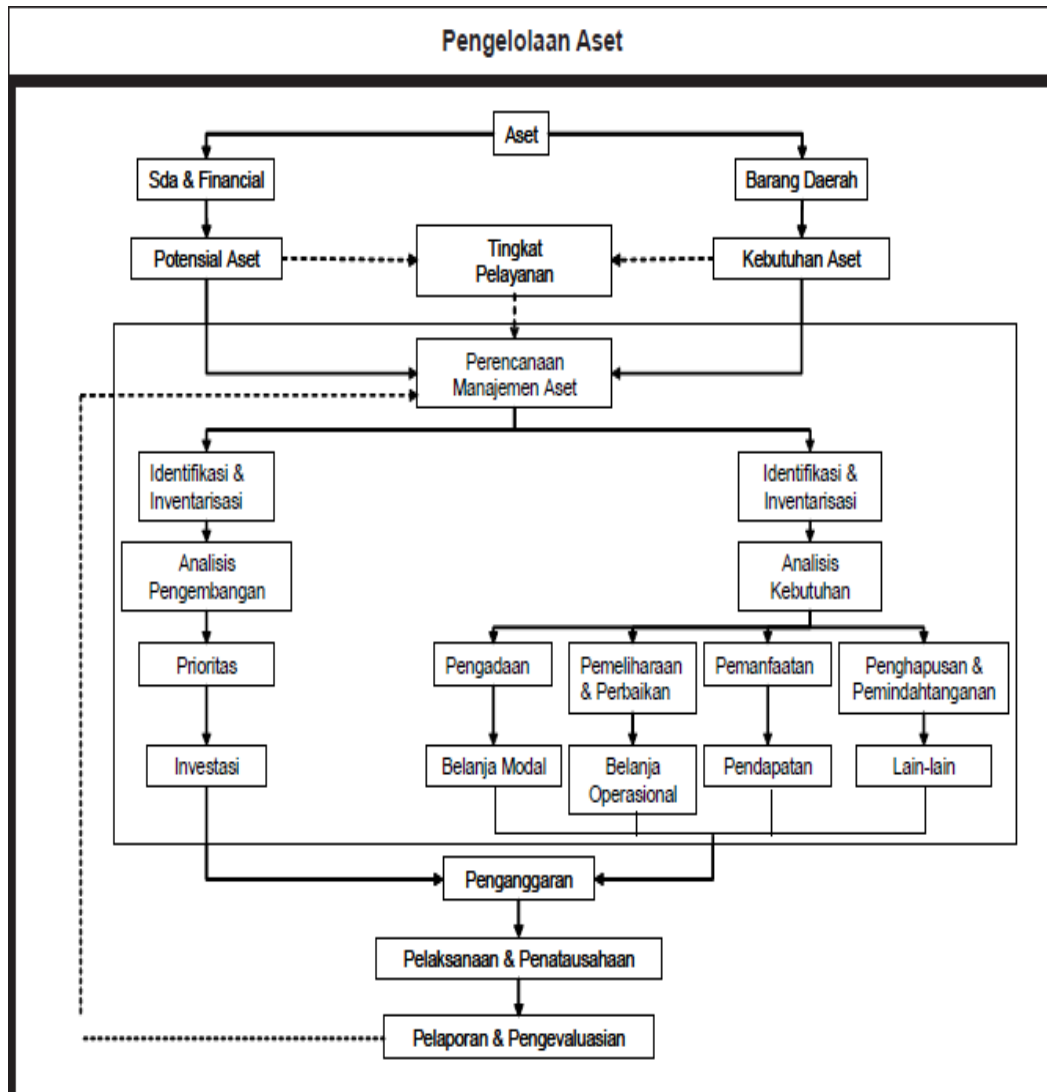 Pengelolaan Aset
Aset
Sda & Financial
Barang Daerah
Potensial Aset
Tingkat
Pelayanan
Kebutuhan Aset
Perencanaan
Manajemen Aset
Identifikasi &
Inventarisasi
Identifikasi &
Inventarisasi
Analisis
Pengembangan
Analisis
Kebutuhan
Prioritas
Pengadaan
Pemeliharaan
& Perbaikan
Pemanfaatan
Penghapusan &
Pemindahtanganan
Investasi
Belanja Modal
Belanja
Operasional
Pendapatan
Lain-lain
Penganggaran
Pelaksanaan & Penatausahaan
Pelaporan & Pengevaluasian